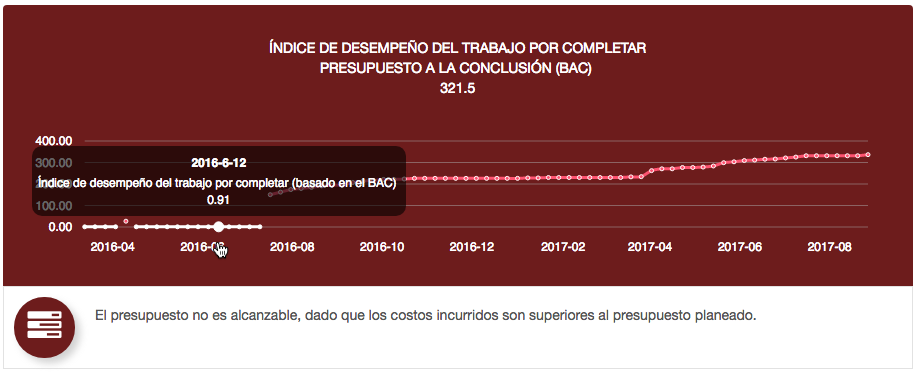 ÍNDICE DE DESEMPEÑO DEL TRABAJO POR COMPLETAR
PRESUPUESTO A LA CONCLUSIÓN (BAC)
321.5
400.00
300.00
200.00
100.00
0.00
2016-6-12
Índice de desempeño del trabajo por completar (basado en el BAC)
0.91
2016-04 2016-08 2016-10 2016-12 2017-02 2017-04 2017-06 2017-08
El presupuesto no es alcanzable, dado que los costos incurridos son superiores al presupuesto planeado.